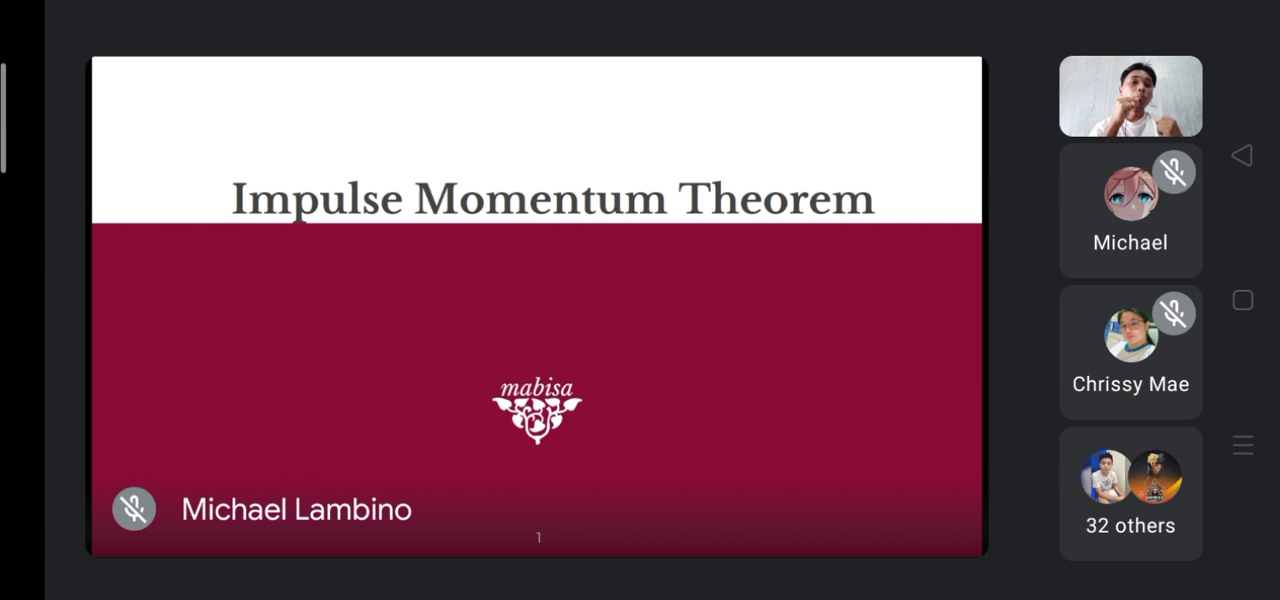 Impulse Momentum Theorem
mabisa
Michael Lambino
1
Michael
Chrissy Mae
32 others